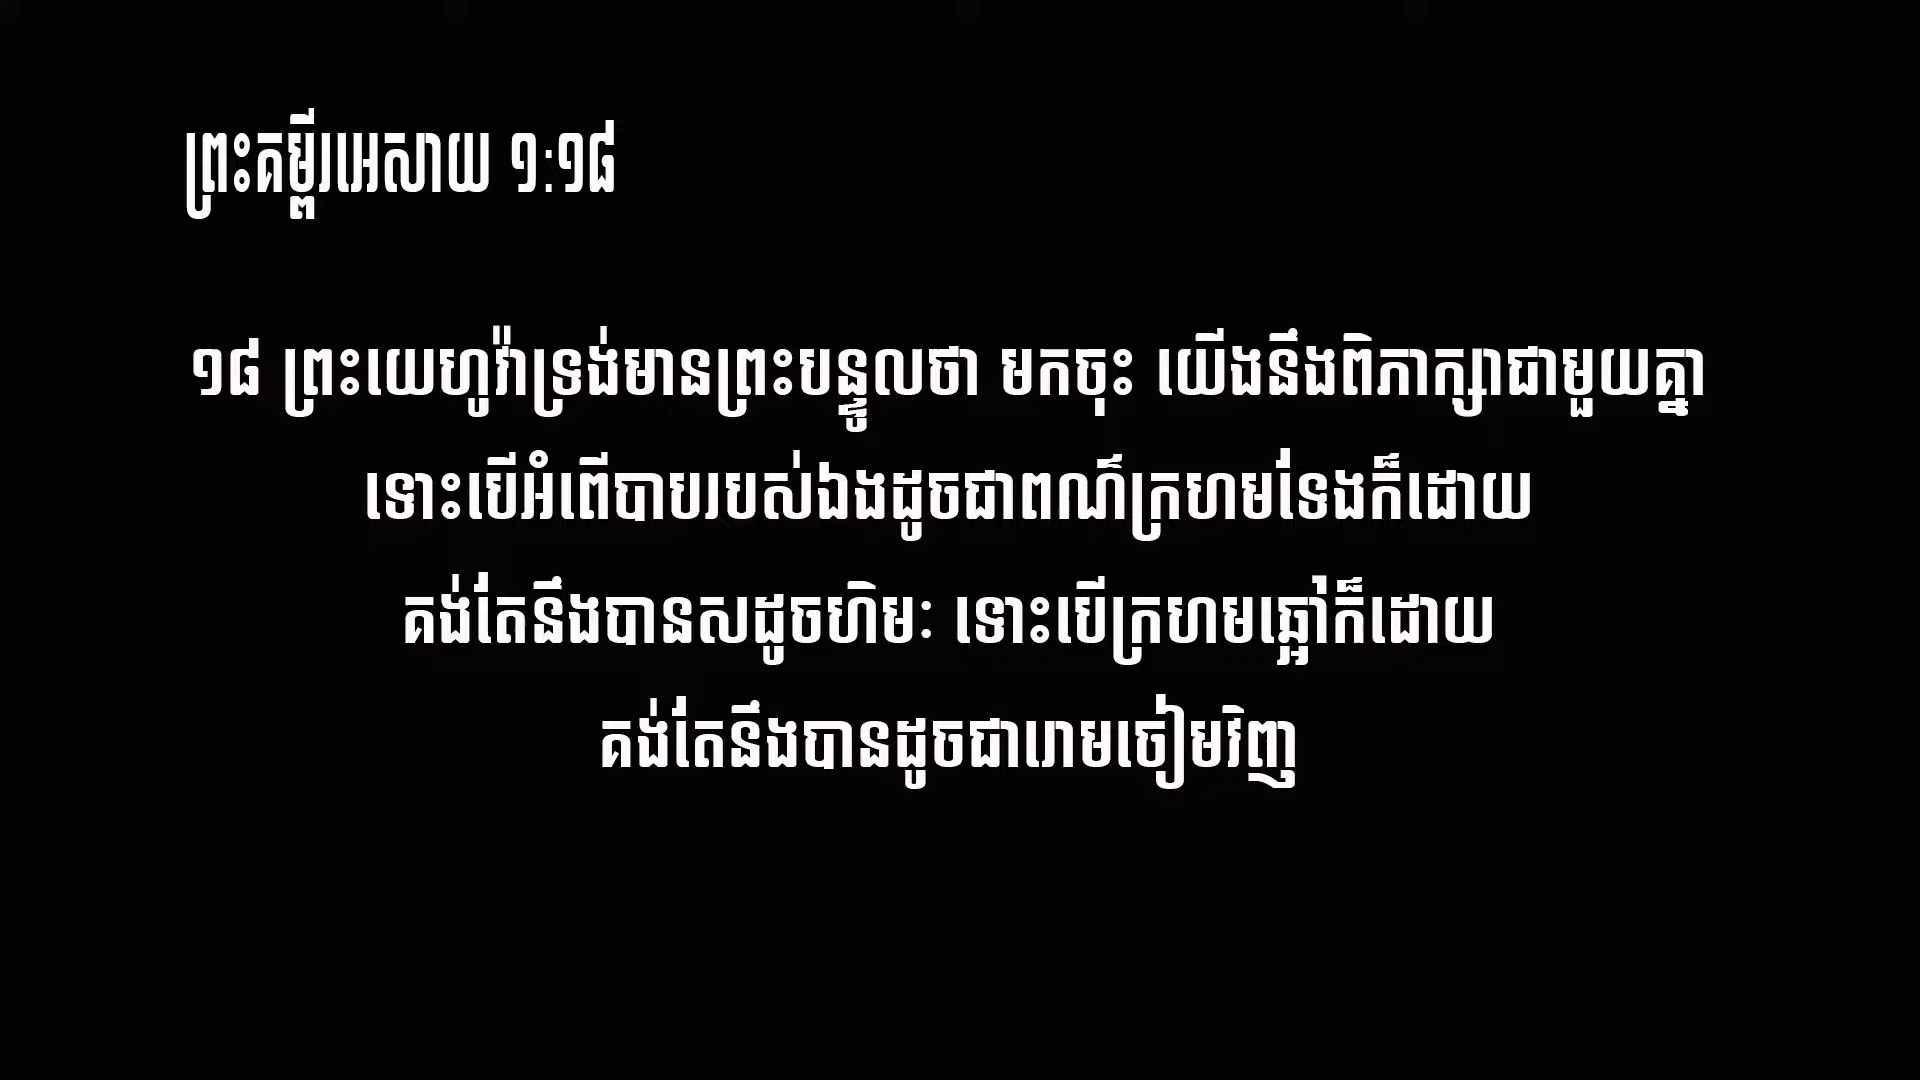 ព្រះគម្ពីរអេសាយ ១:១៨
១៨ ព្រះយេហូវ៉ាទ្រង់មានព្រះបន្ទូលថា មកចុះ យើងនឹងពិភាក្សាជាមួយគ្នា
ទោះបើអំពើបាបរបស់ឯងដូចជាពណ៌ក្រហមទែងក៏ដោយ
គង់តែនឹងបានសដូចហិមៈ ទោះបើក្រហមឆ្អៅក៏ដោយ
គង់តែនឹងបានដូចជារោមចៀមវិញ